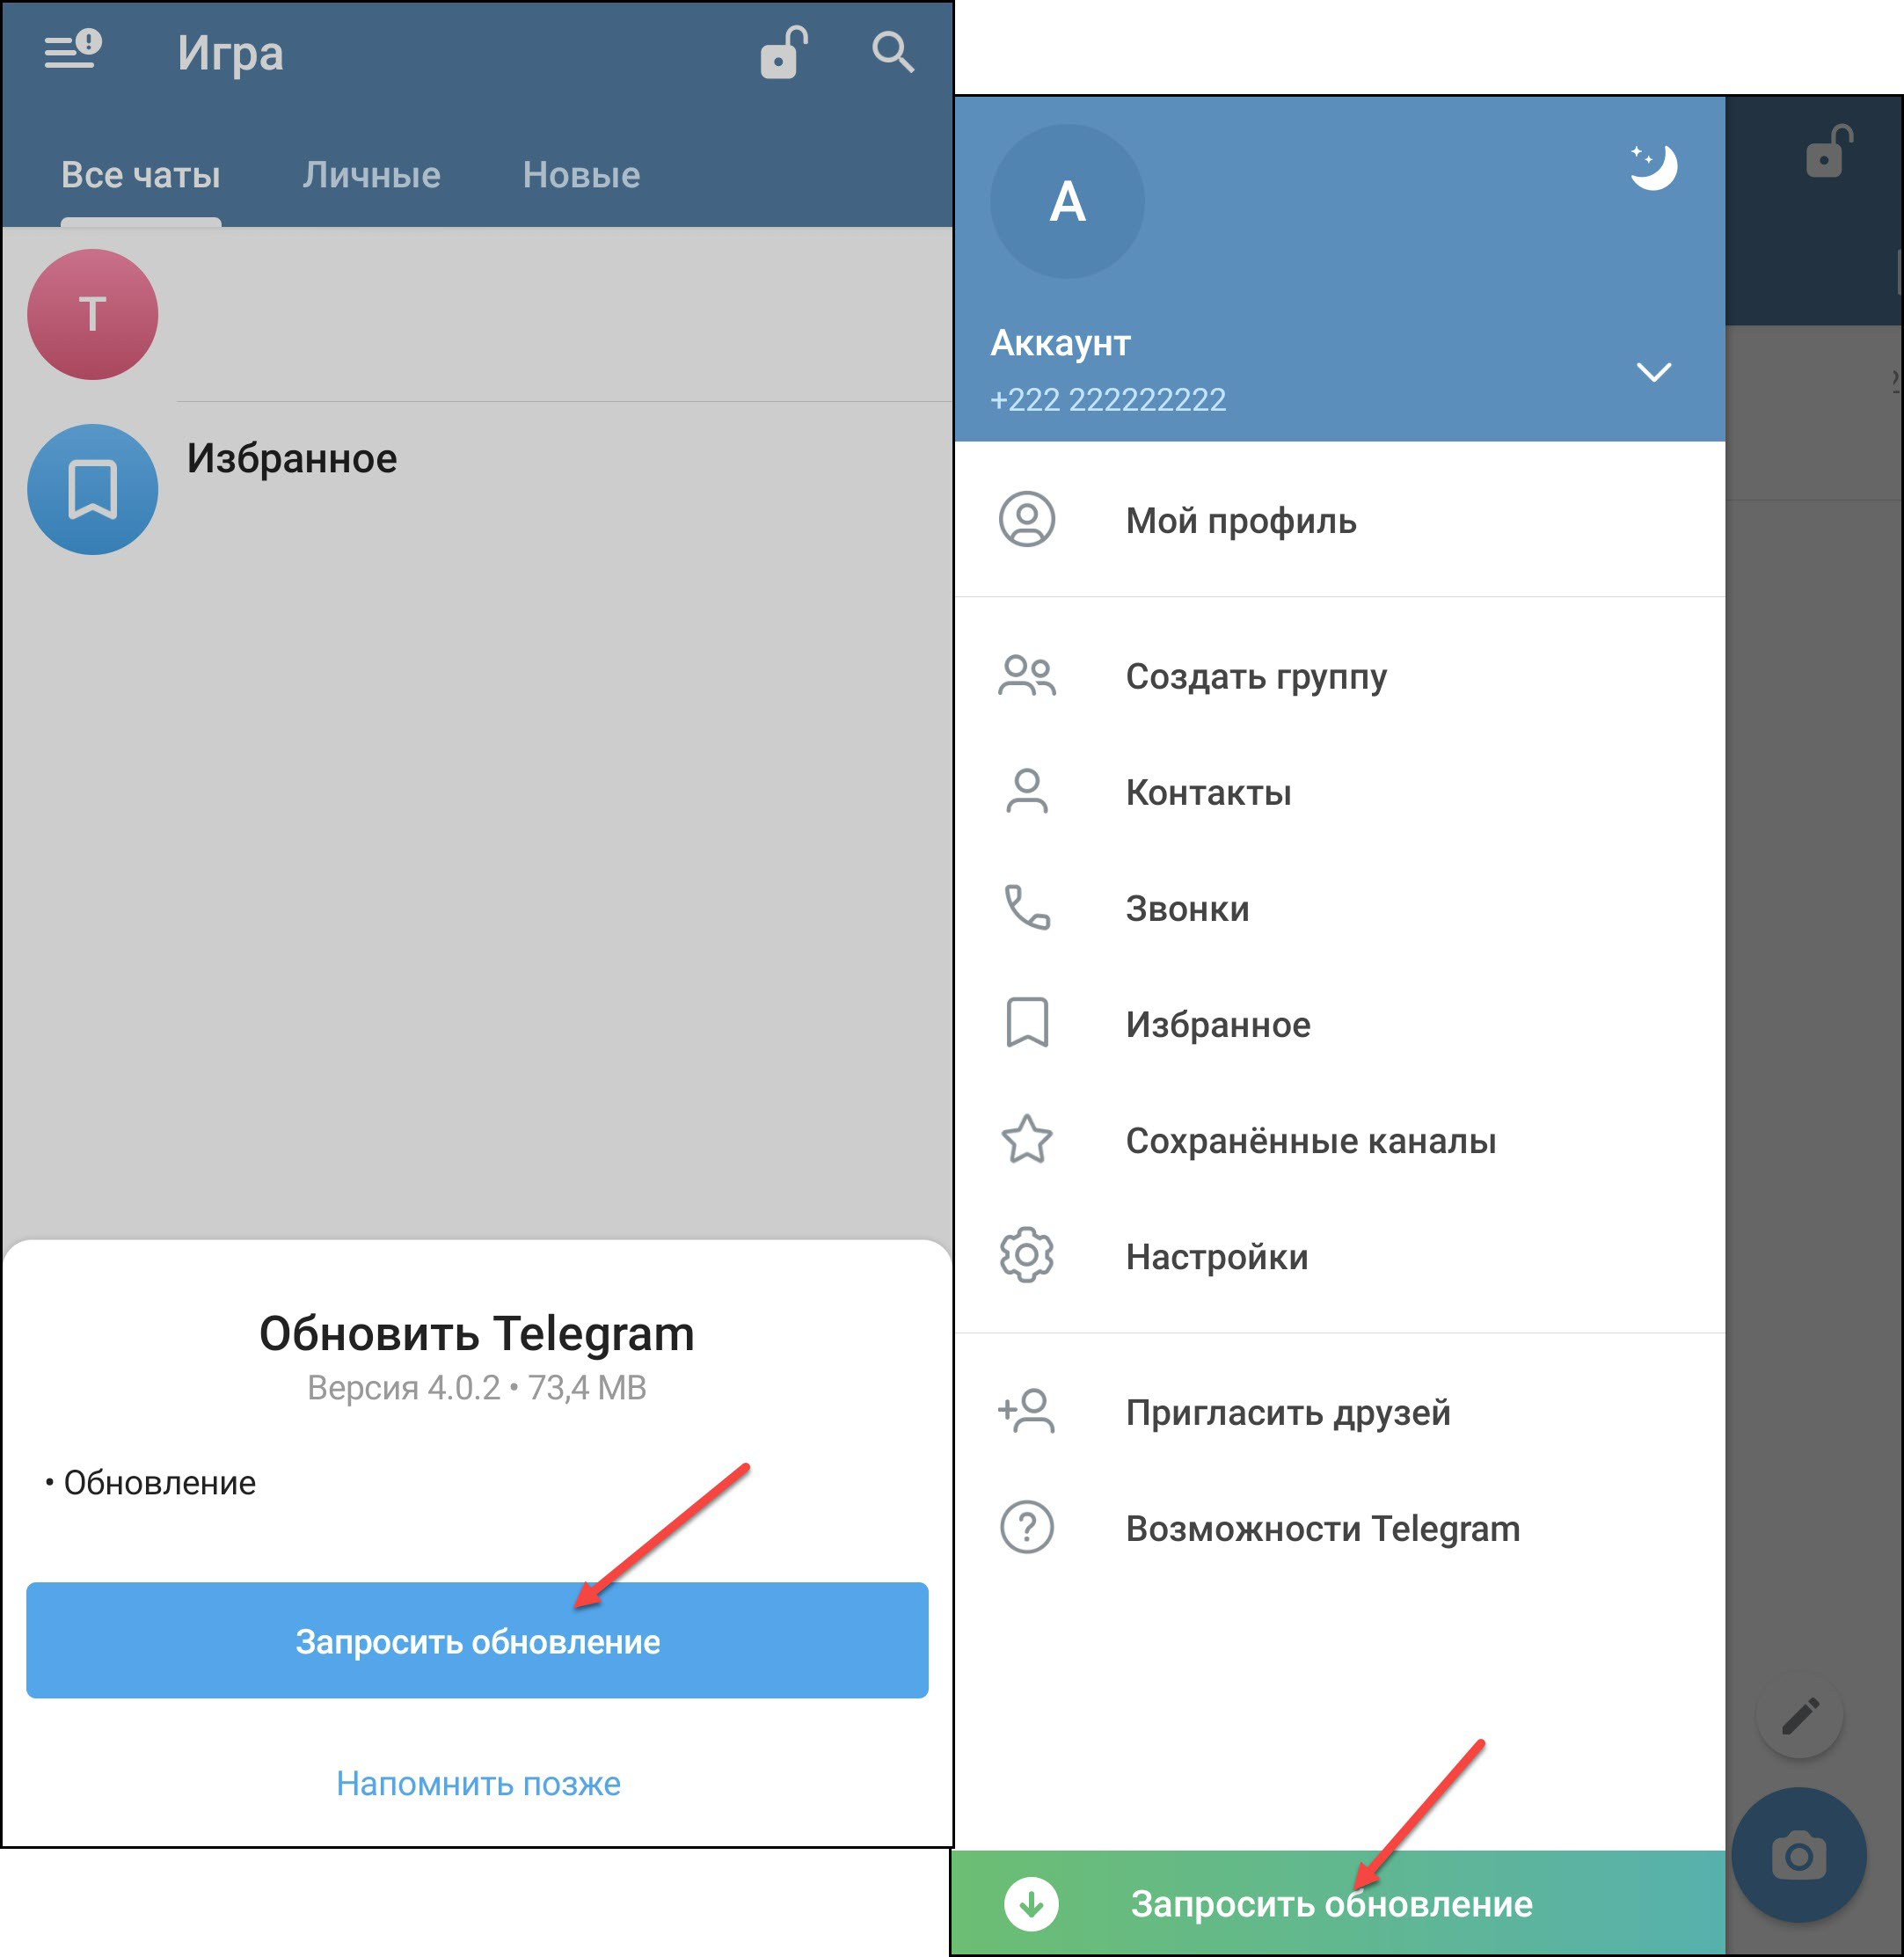 Игра
Все чаты
Личные
Новые
T
Избранное
Обновить Telegram
Версия 4.0.2 • 73,4 MB
• Обновление
Запросить обновление
Напомнить позже
A
Аккаунт
+222 222222222
Мой профиль
Создать группу
Контакты
Звонки
Избранное
Сохранённые каналы
Настройки
Пригласить друзей
Возможности Telegram
Запросить обновление